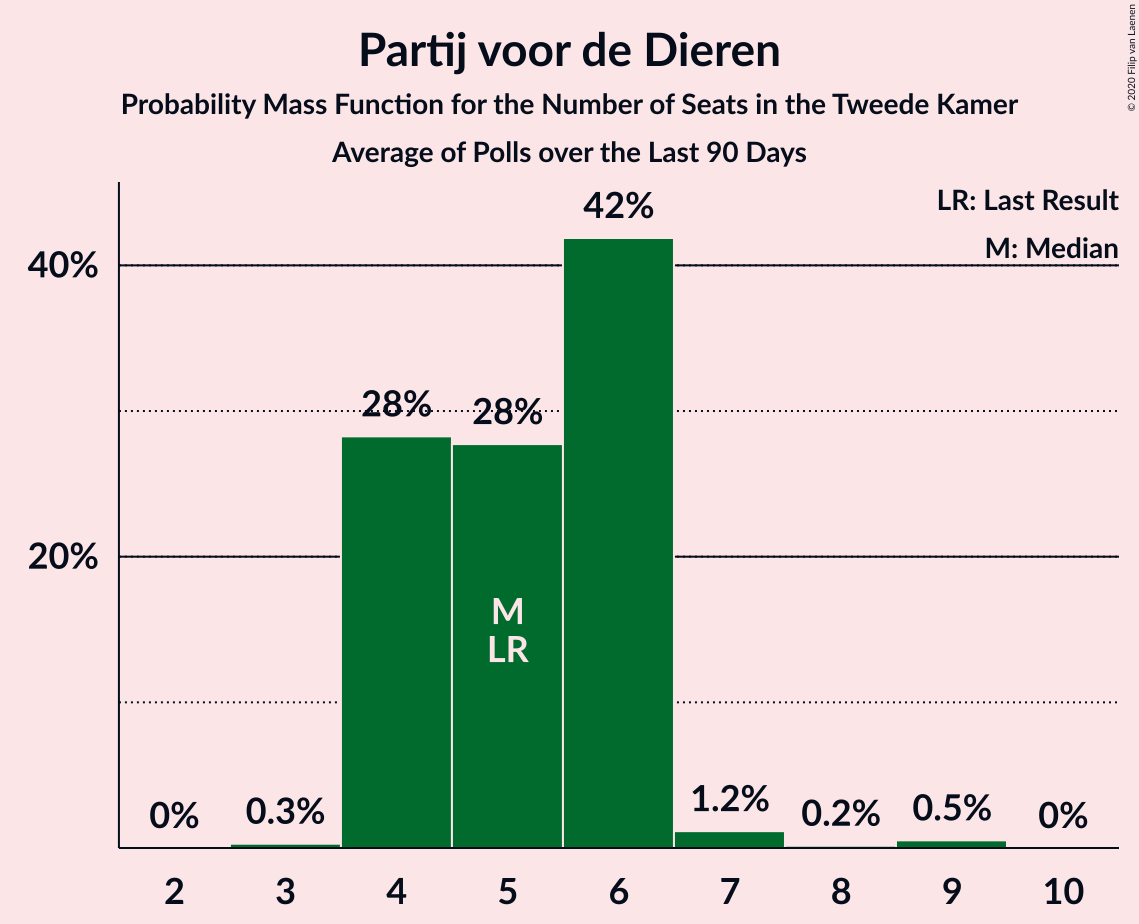 Partij voor de Dieren
Probability Mass Function for the Number of Seats in the Tweede Kamer
Average of Polls over the Last 90 Days
© 2020 Filip van Laenen
LR: Last Result
M: Median
40%
20%
0%
0.3%
28%
28%
42%
1.2%
0.2%
0.5%
0%
M
LR
2 3 4 5 6 7 8 9 10